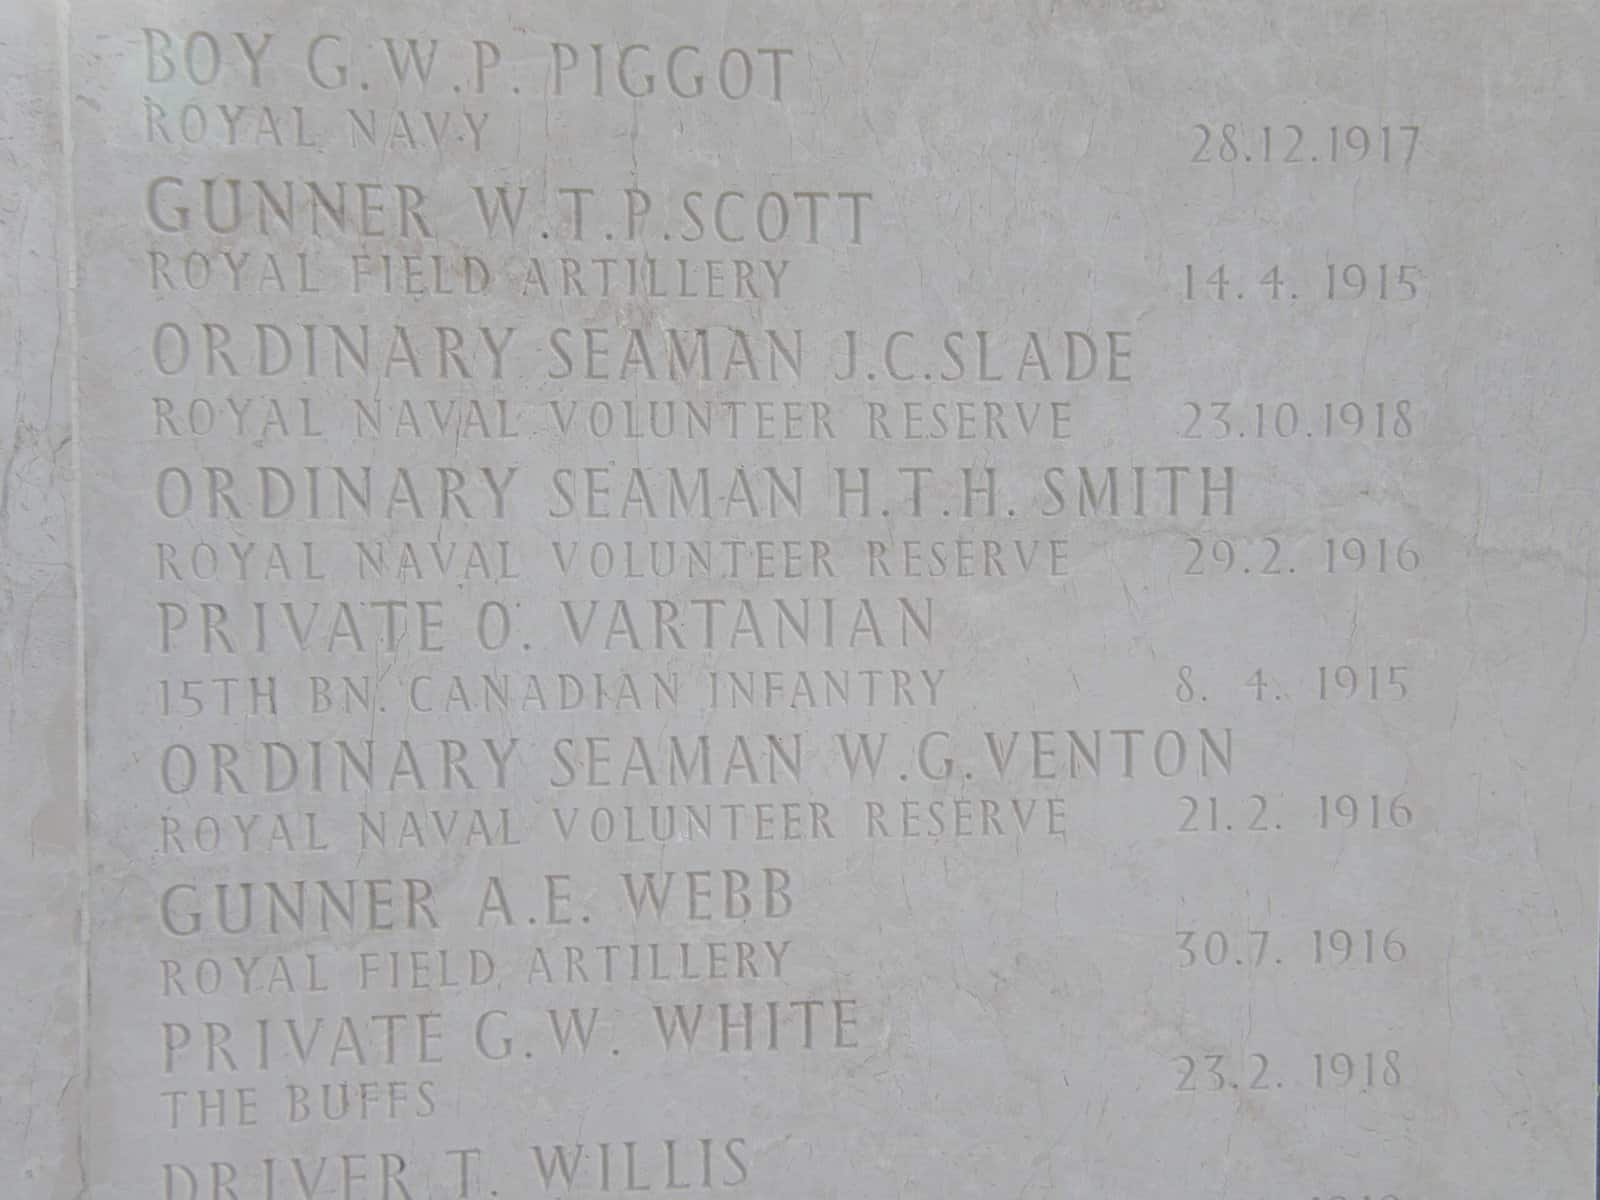 BOY G.W.P. PIGGOT
ROYAL NAVY 28.12.1917
GUNNER W.T.P.SCOTT
ROYAL FIELD ARTILLERY 14.4. 1915
ORDINARY SEAMAN J.C.SLADE
ROYAL NAVAL VOLUNTEER RESERVE 23.10.1918
ORDINARY SEAMAN H.T.H. SMITH
ROYAL NAVAL VOLUNTEER RESERVE 29.2. 1916
PRIVATE O. VARTANIAN
15TH BN. CANADIAN INFANTRY 8. 4. 1915
ORDINARY SEAMAN W.G.VENTON
ROYAL NAVAL VOLUNTEER RESERVE 21.2. 1916
GUNNER A.E. WEBB
ROYAL FIELD ARTILLERY 30.7. 1916
PRIVATE G.W. WHITE
THE BUFFS 23.2. 1918
DRIVER T. WILLIS